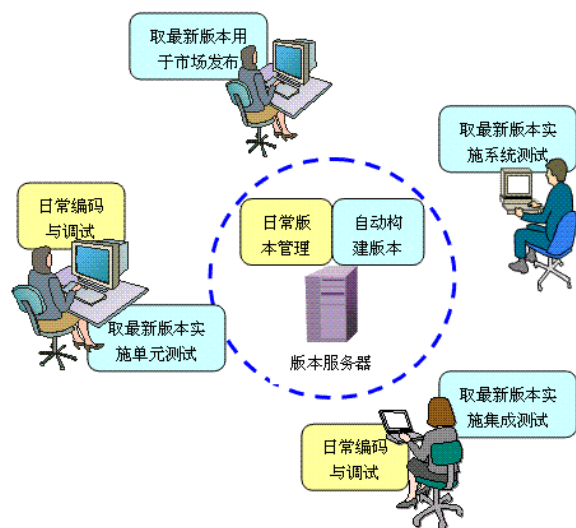 取最新版本用
于市场发布
取最新版本实
施系统测试
日常编码
与调试
日常版
本管理
自动构
建版本
取最新版本实
施单元测试
版本服务器
取最新版本实
施集成测试
日常编码
与调试